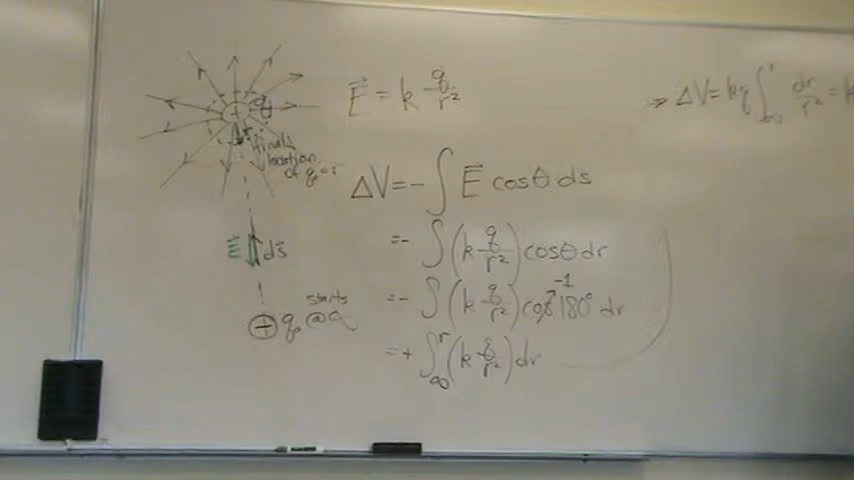 E⃗ = k q/r²
q
r
final
location
of q₀ = r
ΔV = - ∫ E⃗ cosθ ds
= - ∫ (k q/r²) cosθ dr
= - ∫ (k q/r²) cos 180° dr
-1
= + ∫∞^r (k q/r²) dr
E⃗ ds⃗
starts
+ q₀ @ ∞
→ ΔV = kq ∫∞^r dr/r² = k